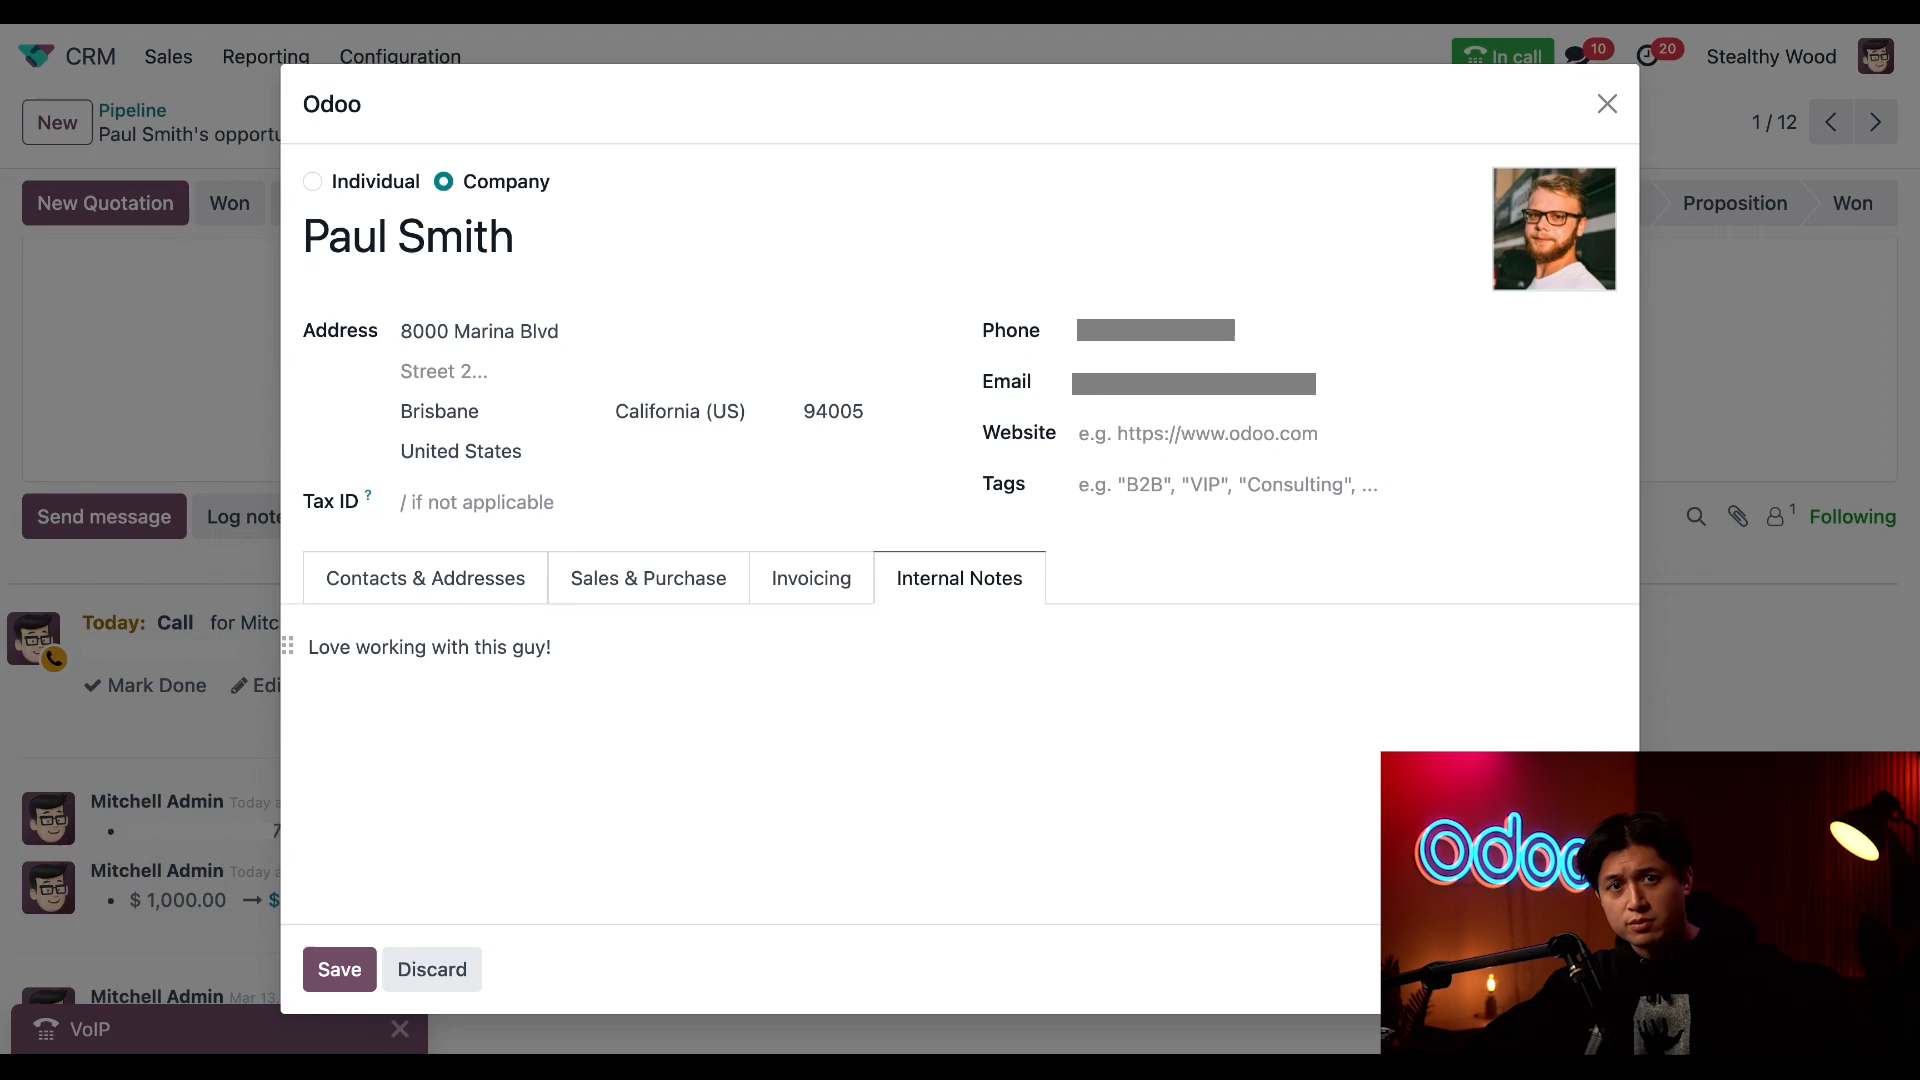 CRM Sales Reporting Configuration In call 10 20 Stealthy Wood
New Pipeline
Paul Smith's opportu 1 / 12
New Quotation Won Proposition Won
Odoo
Individual Company
Paul Smith
Address 8000 Marina Blvd
Street 2...
Brisbane California (US) 94005
United States
Tax ID ? / if not applicable
Phone
Email
Website e.g. https://www.odoo.com
Tags e.g. "B2B", "VIP", "Consulting", ...
Send message Log note 1 Following
Contacts & Addresses Sales & Purchase Invoicing Internal Notes
Today: Call for Mitc
Love working with this guy!
Mark Done Edi
Mitchell Admin Today a
7
Mitchell Admin Today a
• $ 1,000.00 → $
Save Discard
Mitchell Admin Mar 13,
VoIP
odoo